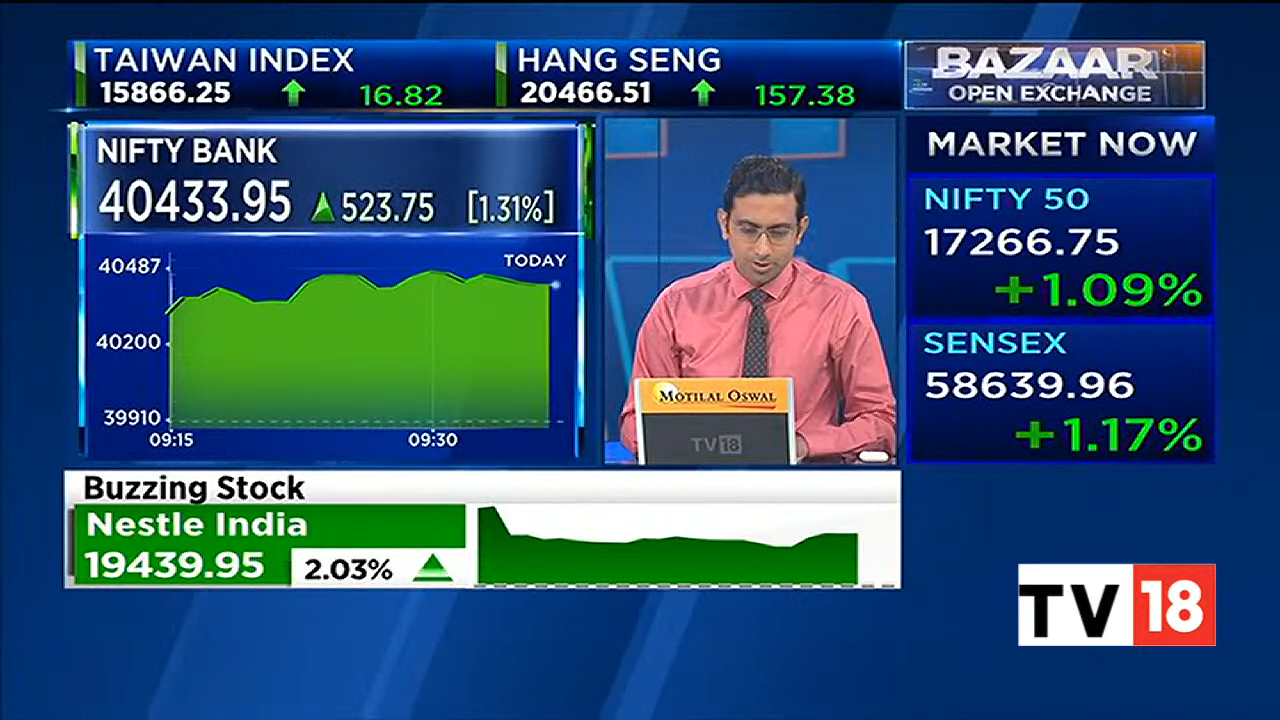 TAIWAN INDEX
15866.25 16.82
HANG SENG
20466.51 157.38
BAZAAR
OPEN EXCHANGE
NIFTY BANK
40433.95 523.75 [1.31%]
TODAY
40487
40200
39910
09:15 09:30
MOTILAL OSWAL
TV18
MARKET NOW
NIFTY 50
17266.75
+1.09%
SENSEX
58639.96
+1.17%
Buzzing Stock
Nestle India
19439.95 2.03%
TV18